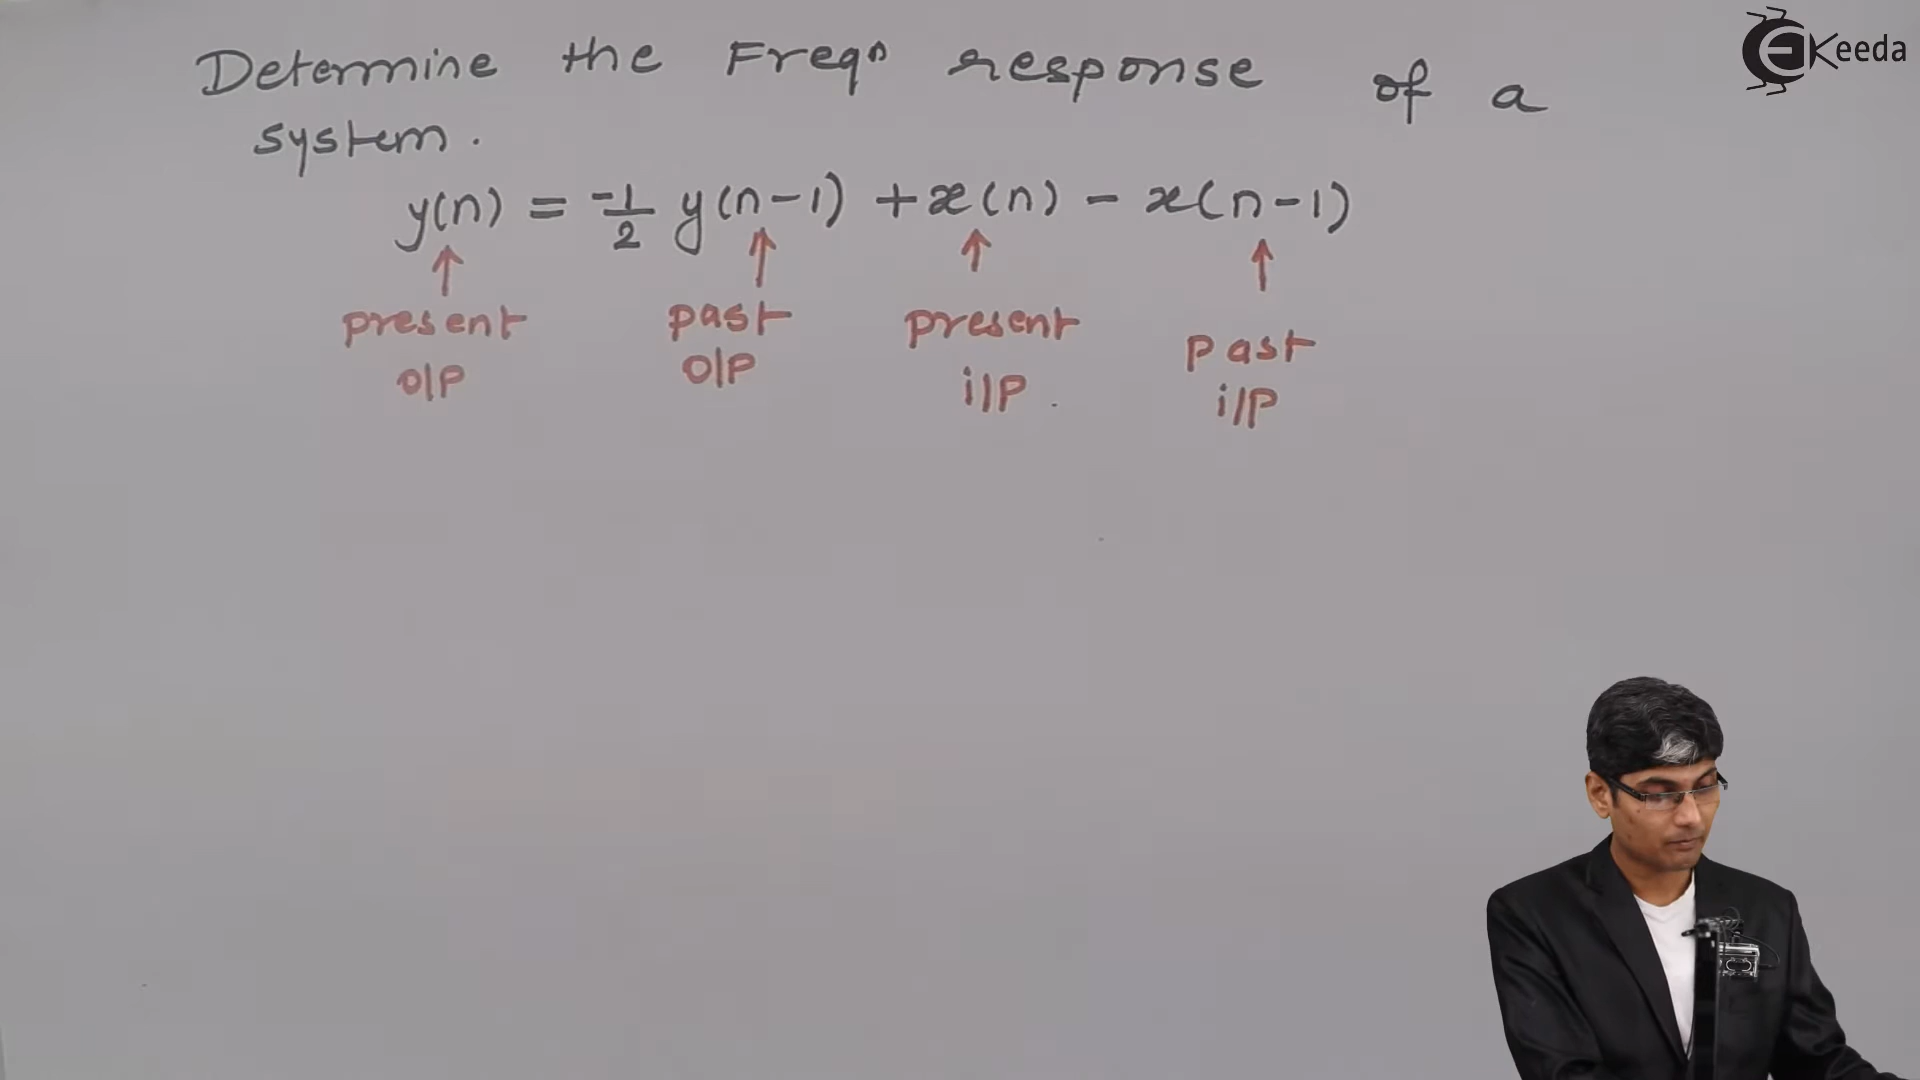 Determine the Freqn response of a
system.
y(n) = -1/2 y(n-1) + x(n) - x(n-1)
↑ ↑ ↑ ↑
present past present past
O/P O/P i/P i/P
EKeeda